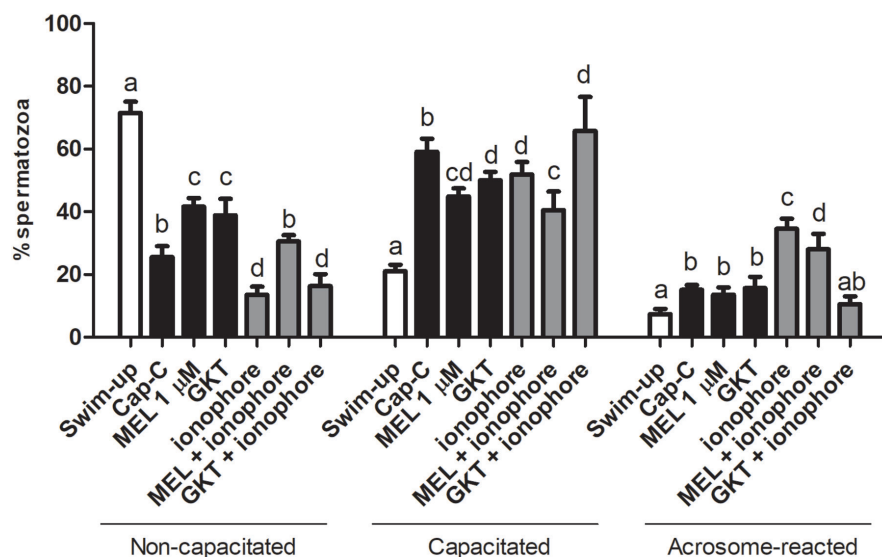 100
80
60
40
20
0
% spermatozoa
a
b
c
c
d
b
d
a
b
cd
d
d
c
d
a
b
b
b
c
d
ab
Swim-up
Cap-C
MEL 1 µM
GKT
ionophore
MEL + ionophore
GKT + ionophore
Swim-up
Cap-C
MEL 1 µM
GKT
ionophore
MEL + ionophore
GKT + ionophore
Swim-up
Cap-C
MEL 1 µM
GKT
ionophore
MEL + ionophore
GKT + ionophore
Non-capacitated
Capacitated
Acrosome-reacted